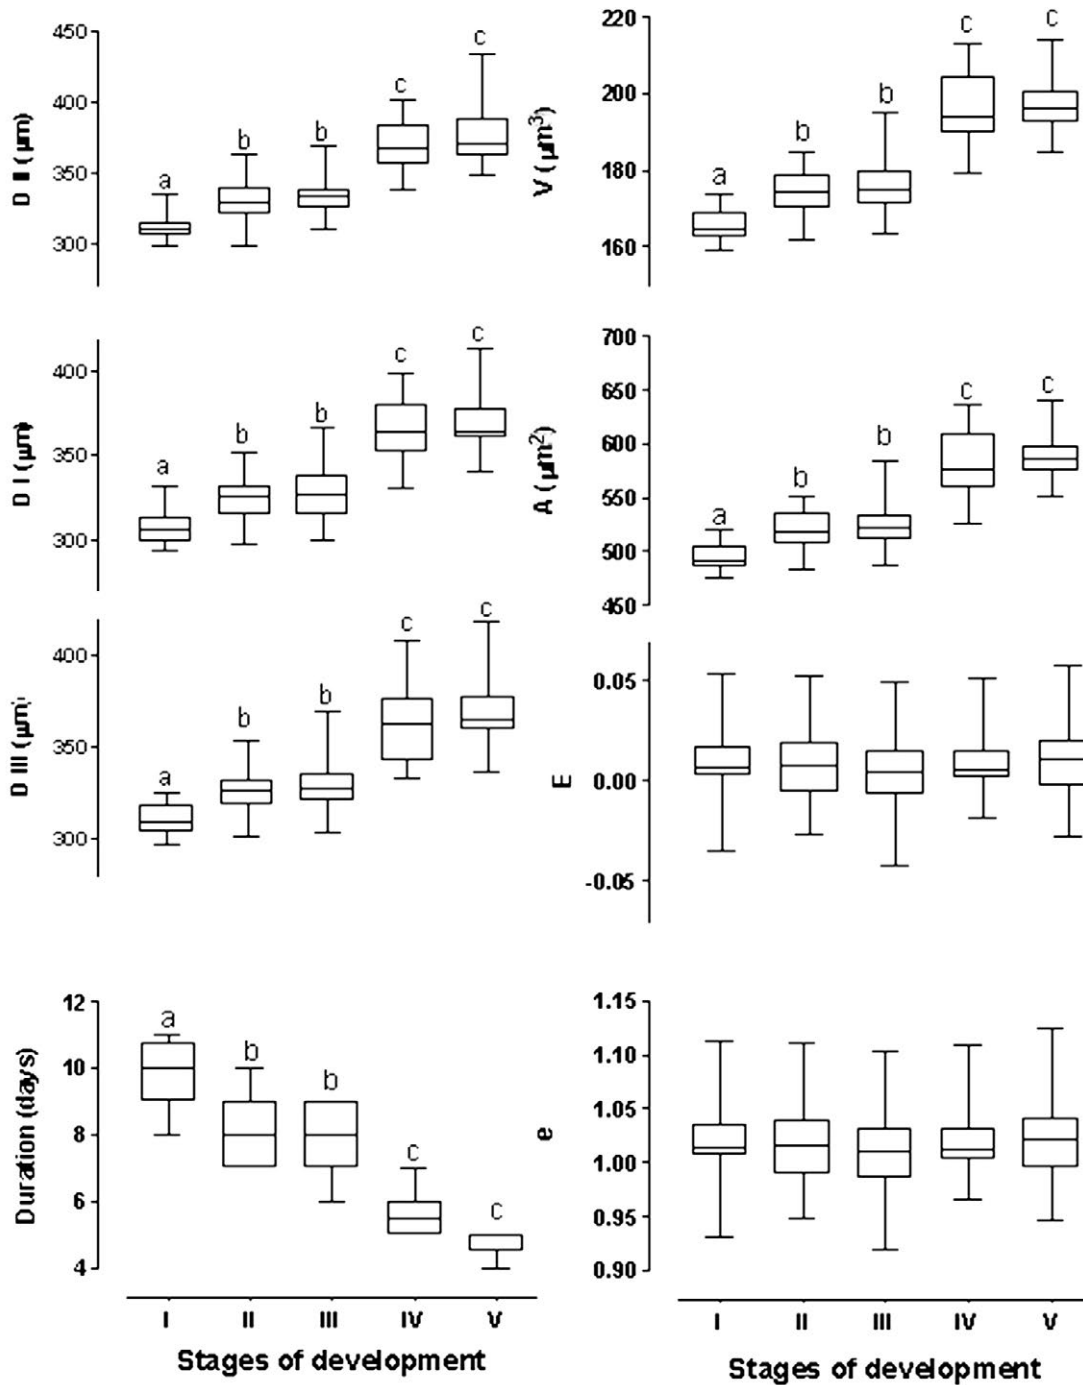 D II (µm)
450
400
350
300
a
b
b
c
c
V (µm³)
220
200
180
160
a
b
b
c
c
D I (µm)
400
350
300
a
b
b
c
c
A (µm²)
700
650
600
550
500
450
a
b
b
c
c
D III (µm)
400
350
300
a
b
b
c
c
E
0.05
0.00
-0.05
Duration (days)
12
10
8
6
4
a
b
b
c
c
I II III IV V
Stages of development
e
1.15
1.10
1.05
1.00
0.95
0.90
I II III IV V
Stages of development